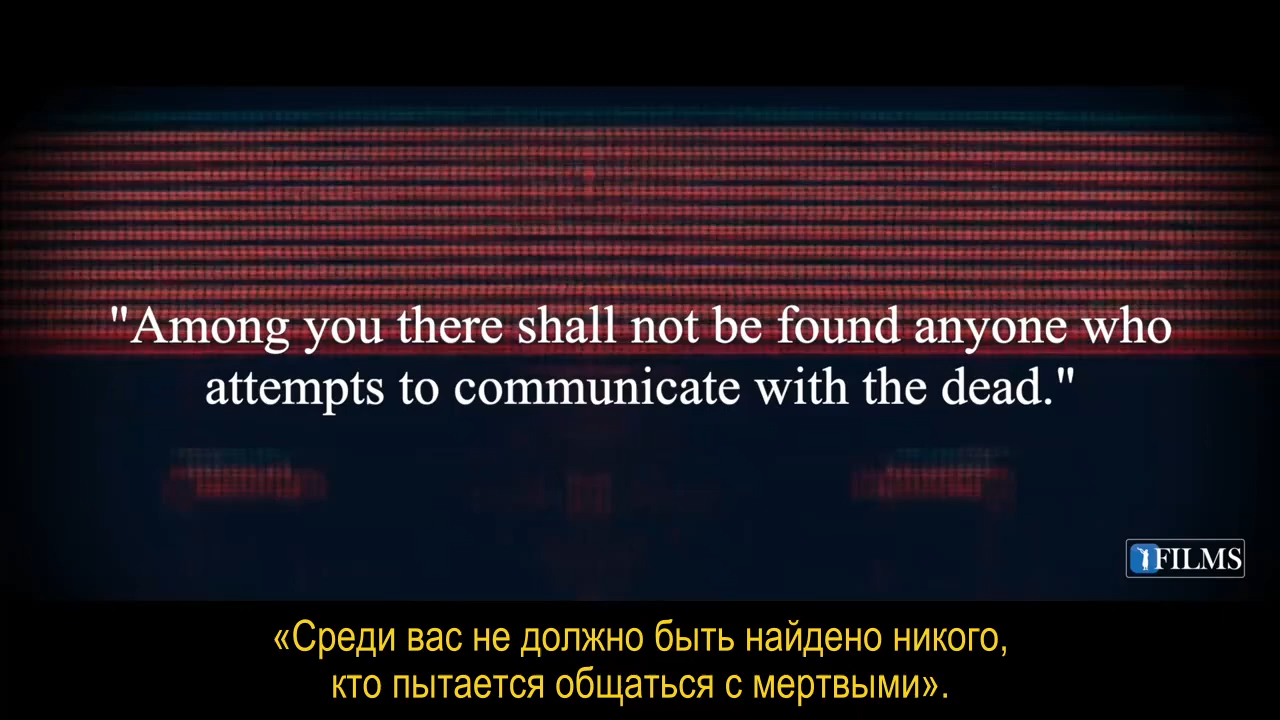 "Among you there shall not be found anyone who
attempts to communicate with the dead."
FILMS
«Среди вас не должно быть найдено никого,
кто пытается общаться с мертвыми».